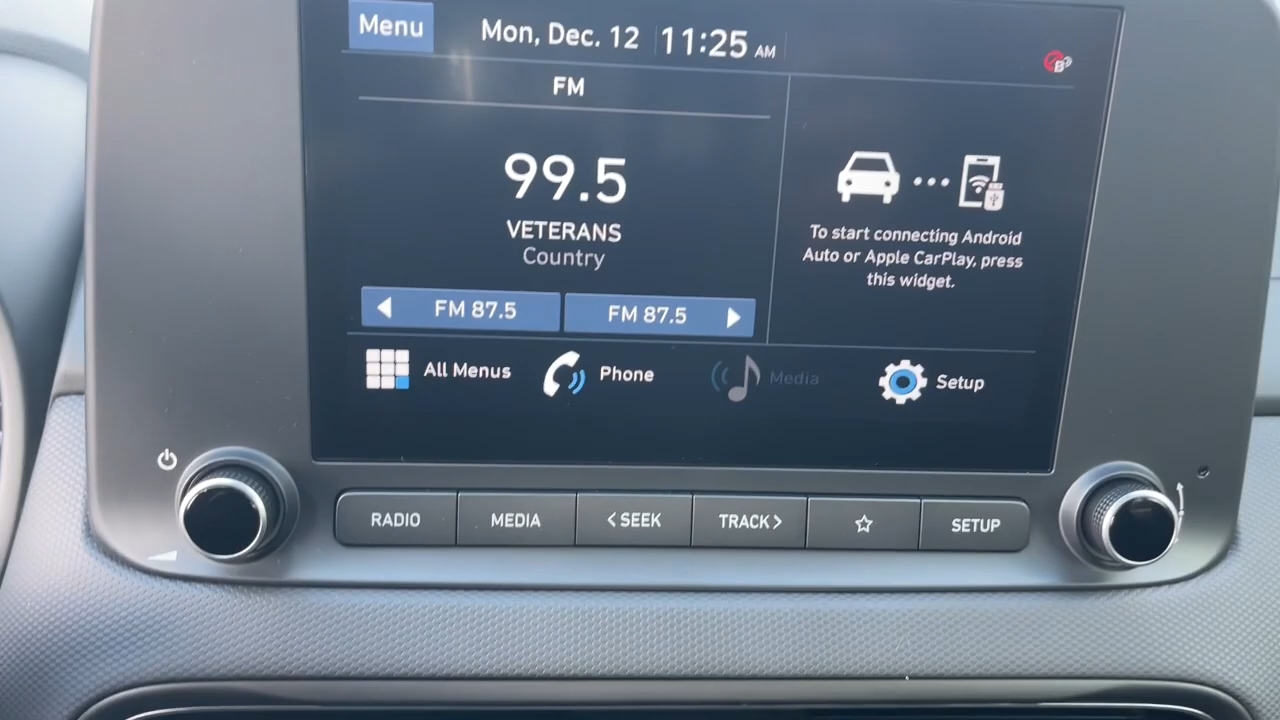 Menu
Mon, Dec. 12 11:25 AM
FM
99.5
VETERANS
Country
FM 87.5
FM 87.5
To start connecting Android
Auto or Apple CarPlay, press
this widget.
All Menus
Phone
Media
Setup
RADIO
MEDIA
<SEEK
TRACK>
SETUP